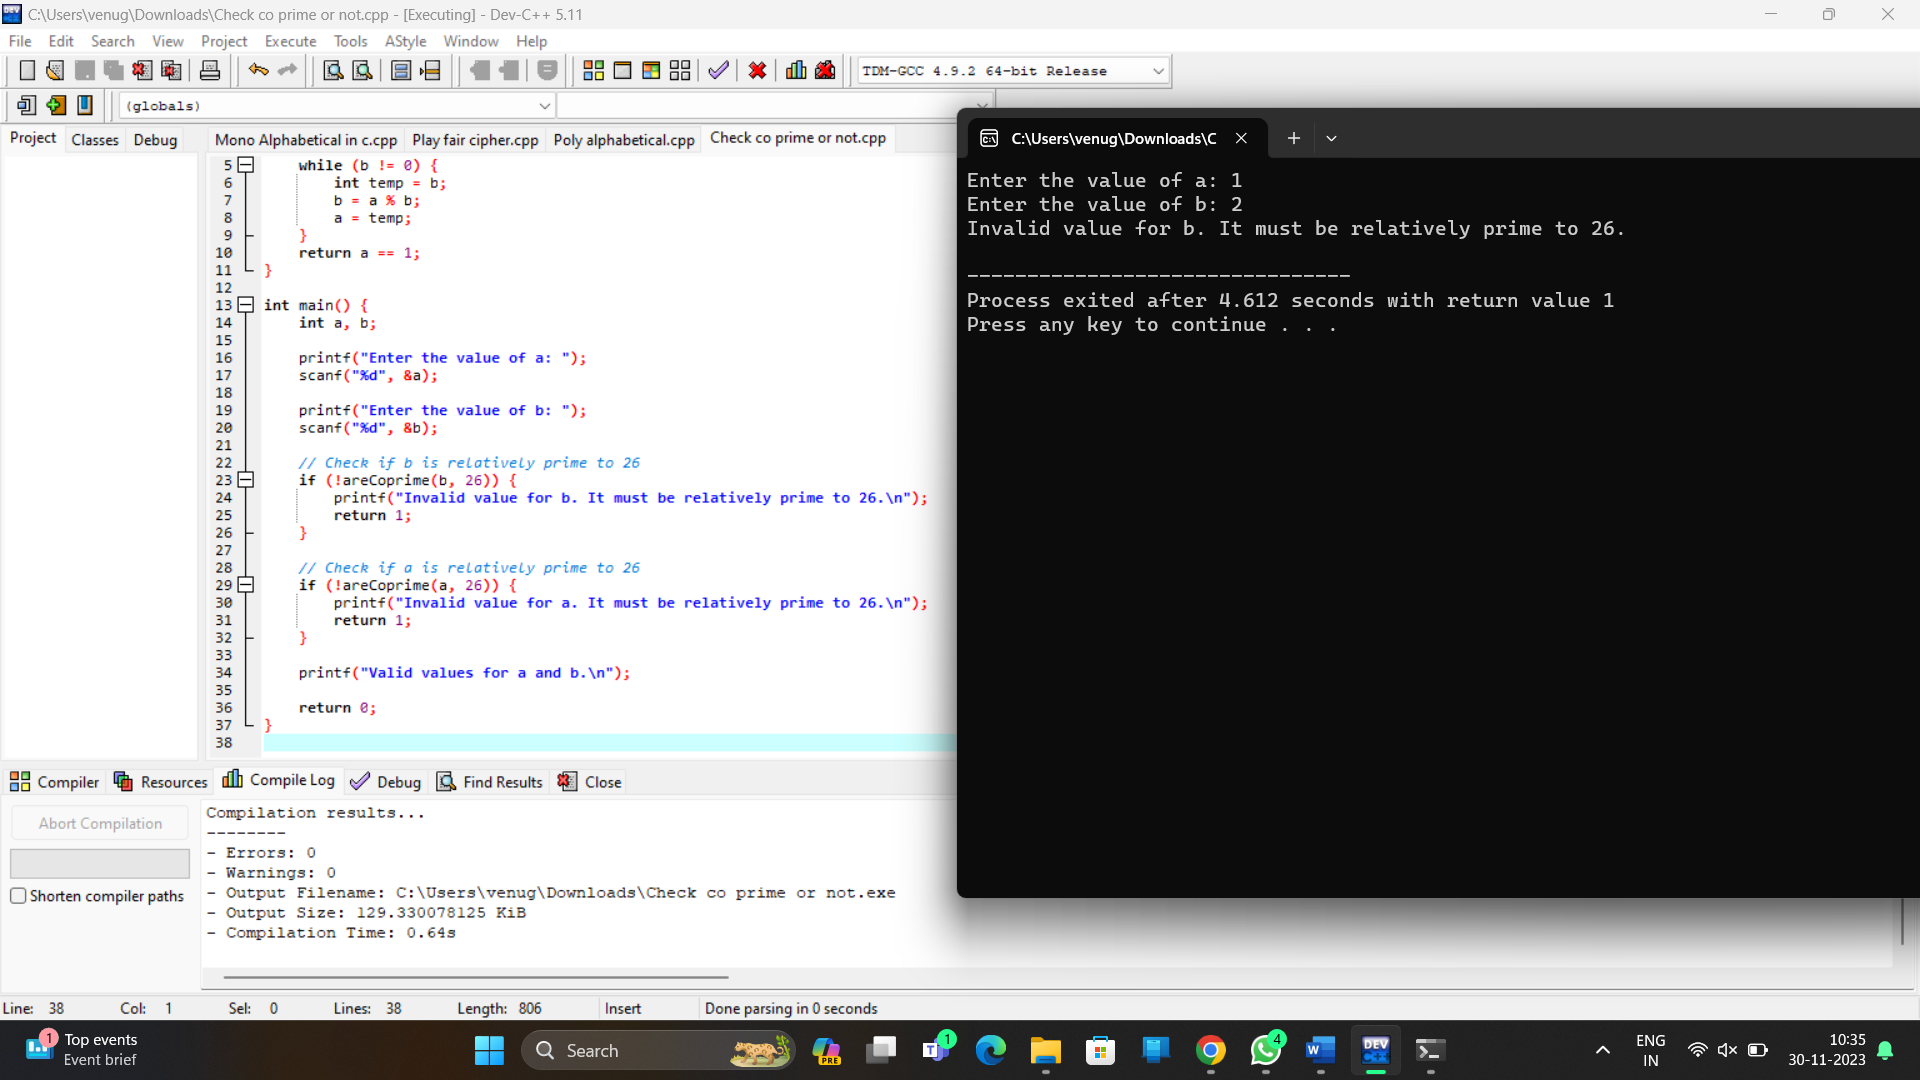 C:\Users\venug\Downloads\Check co prime or not.cpp - [Executing] - Dev-C++ 5.11
File Edit Search View Project Execute Tools AStyle Window Help
TDM-GCC 4.9.2 64-bit Release
(globals)
Project Classes Debug
Mono Alphabetical in c.cpp Play fair cipher.cpp Poly alphabetical.cpp Check co prime or not.cpp
5 while (b != 0) {
6 int temp = b;
7 b = a % b;
8 a = temp;
9 }
10 return a == 1;
11 }
12
13 int main() {
14 int a, b;
15
16 printf("Enter the value of a: ");
17 scanf("%d", &a);
18
19 printf("Enter the value of b: ");
20 scanf("%d", &b);
21
22 // Check if b is relatively prime to 26
23 if (!areCoprime(b, 26)) {
24 printf("Invalid value for b. It must be relatively prime to 26.\n");
25 return 1;
26 }
27
28 // Check if a is relatively prime to 26
29 if (!areCoprime(a, 26)) {
30 printf("Invalid value for a. It must be relatively prime to 26.\n");
31 return 1;
32 }
33
34 printf("Valid values for a and b.\n");
35
36 return 0;
37 }
38
C:\Users\venug\Downloads\C
Enter the value of a: 1
Enter the value of b: 2
Invalid value for b. It must be relatively prime to 26.
--------------------------------
Process exited after 4.612 seconds with return value 1
Press any key to continue . . .
Compiler Resources Compile Log Debug Find Results Close
Abort Compilation
Shorten compiler paths
Compilation results...
--------
- Errors: 0
- Warnings: 0
- Output Filename: C:\Users\venug\Downloads\Check co prime or not.exe
- Output Size: 129.330078125 KiB
- Compilation Time: 0.64s
Line: 38 Col: 1 Sel: 0 Lines: 38 Length: 806 Insert Done parsing in 0 seconds
1 Top events
Event brief
Search
PRE
1
4
DEV C++
ENG
IN
10:35
30-11-2023